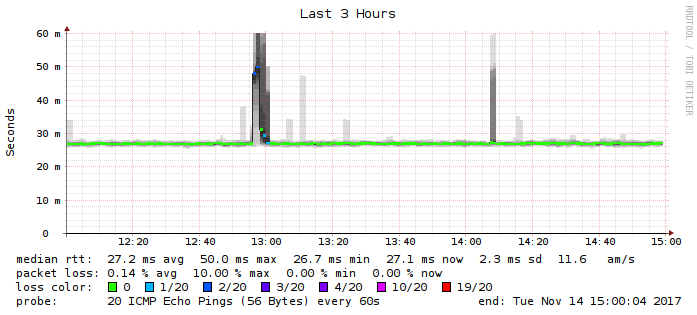 Last 3 Hours
RRDTOOL / TOBI OETIKER
Seconds
60 m
50 m
40 m
30 m
20 m
10 m
0
12:20 12:40 13:00 13:20 13:40 14:00 14:20 14:40 15:00
median rtt: 27.2 ms avg 50.0 ms max 26.7 ms min 27.1 ms now 2.3 ms sd 11.6 am/s
packet loss: 0.14 % avg 10.00 % max 0.00 % min 0.00 % now
loss color: 0 1/20 2/20 3/20 4/20 10/20 19/20
probe: 20 ICMP Echo Pings (56 Bytes) every 60s end: Tue Nov 14 15:00:04 2017